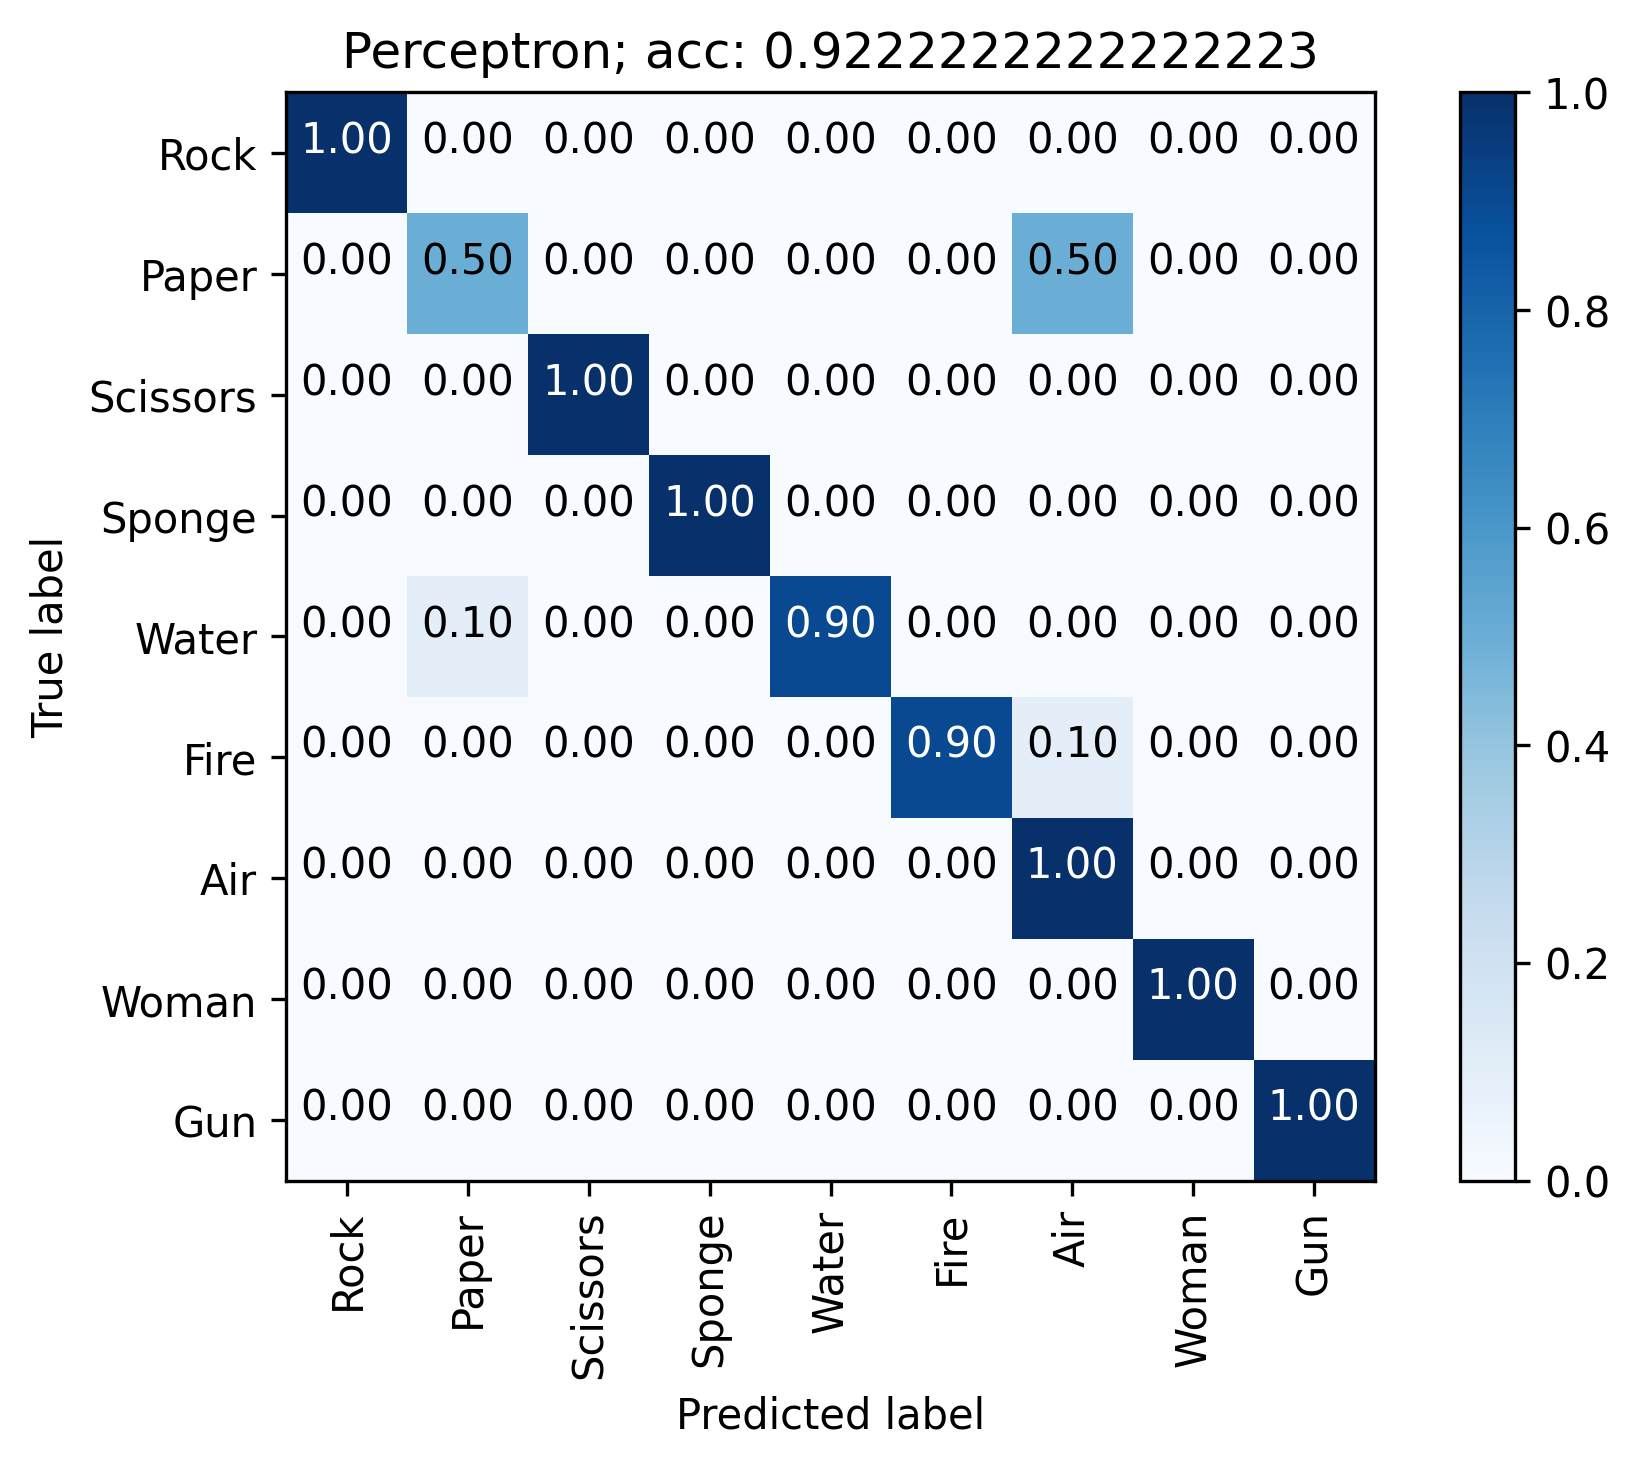 Perceptron; acc: 0.9222222222222223
True label
Rock 1.00 0.00 0.00 0.00 0.00 0.00 0.00 0.00 0.00
Paper 0.00 0.50 0.00 0.00 0.00 0.00 0.50 0.00 0.00
Scissors 0.00 0.00 1.00 0.00 0.00 0.00 0.00 0.00 0.00
Sponge 0.00 0.00 0.00 1.00 0.00 0.00 0.00 0.00 0.00
Water 0.00 0.10 0.00 0.00 0.90 0.00 0.00 0.00 0.00
Fire 0.00 0.00 0.00 0.00 0.00 0.90 0.10 0.00 0.00
Air 0.00 0.00 0.00 0.00 0.00 0.00 1.00 0.00 0.00
Woman 0.00 0.00 0.00 0.00 0.00 0.00 0.00 1.00 0.00
Gun 0.00 0.00 0.00 0.00 0.00 0.00 0.00 0.00 1.00
Rock Paper Scissors Sponge Water Fire Air Woman Gun
Predicted label
1.0
0.8
0.6
0.4
0.2
0.0